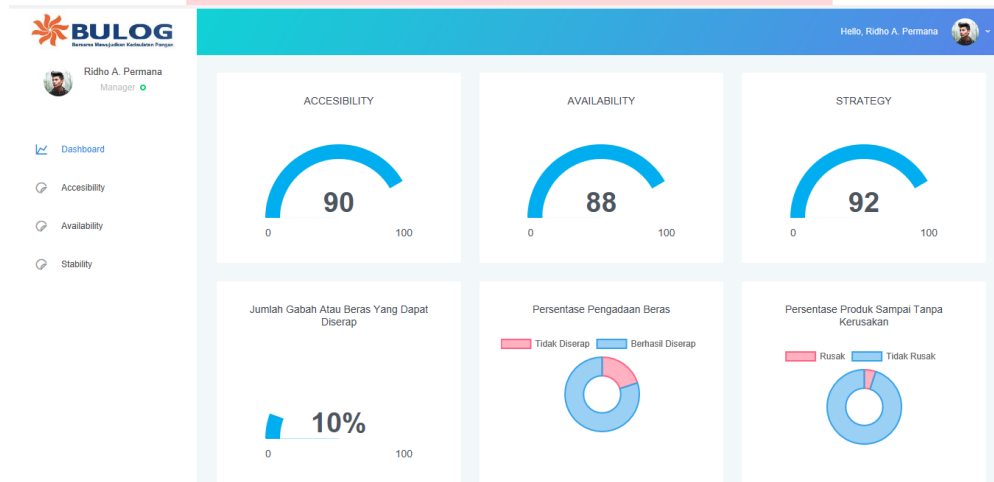 BULOG
Bersama Mewujudkan Kedaulatan Pangan
Hello, Ridho A. Permana
Ridho A. Permana
Manager
Dashboard
Accesibility
Availability
Stability
ACCESIBILITY
90
0 100
AVAILABILITY
88
0 100
STRATEGY
92
0 100
Jumlah Gabah Atau Beras Yang Dapat
Diserap
10%
0 100
Persentase Pengadaan Beras
Tidak Diserap Berhasil Diserap
Persentase Produk Sampai Tanpa
Kerusakan
Rusak Tidak Rusak